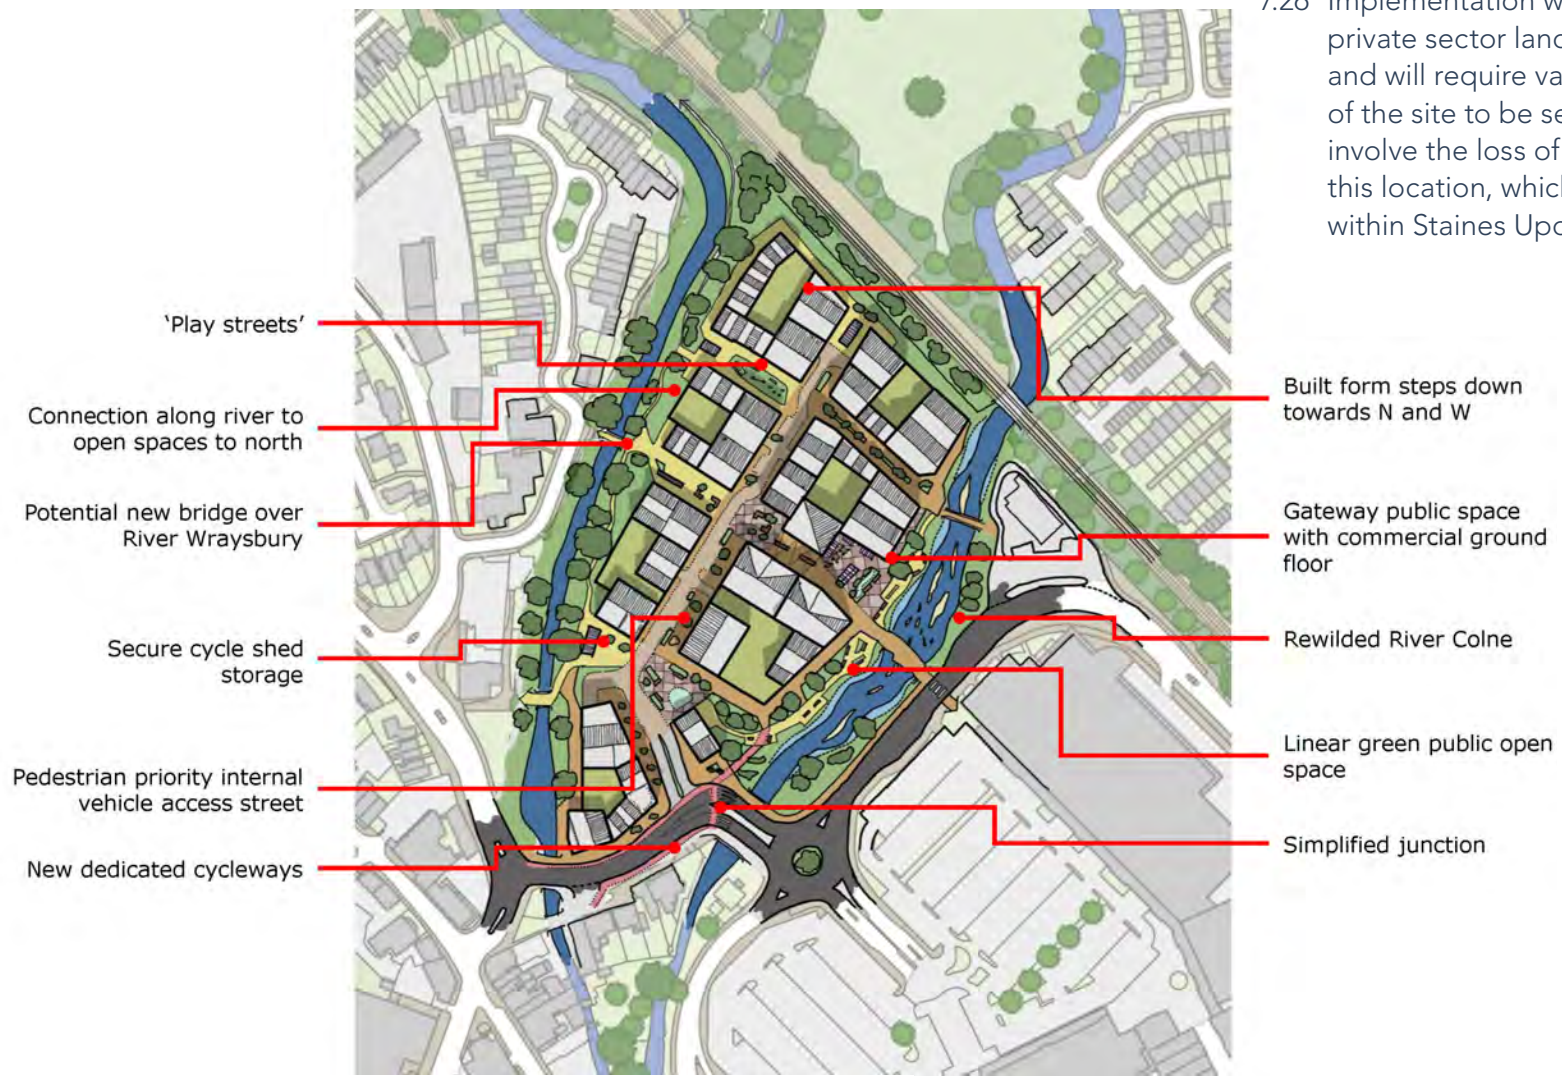 7.26 Implementation w
private sector land
and will require va
of the site to be se
involve the loss of
this location, which
within Staines Upo
'Play streets'
Connection along river to
open spaces to north
Potential new bridge over
River Wraysbury
Secure cycle shed
storage
Pedestrian priority internal
vehicle access street
New dedicated cycleways
Built form steps down
towards N and W
Gateway public space
with commercial ground
floor
Rewilded River Colne
Linear green public open
space
Simplified junction